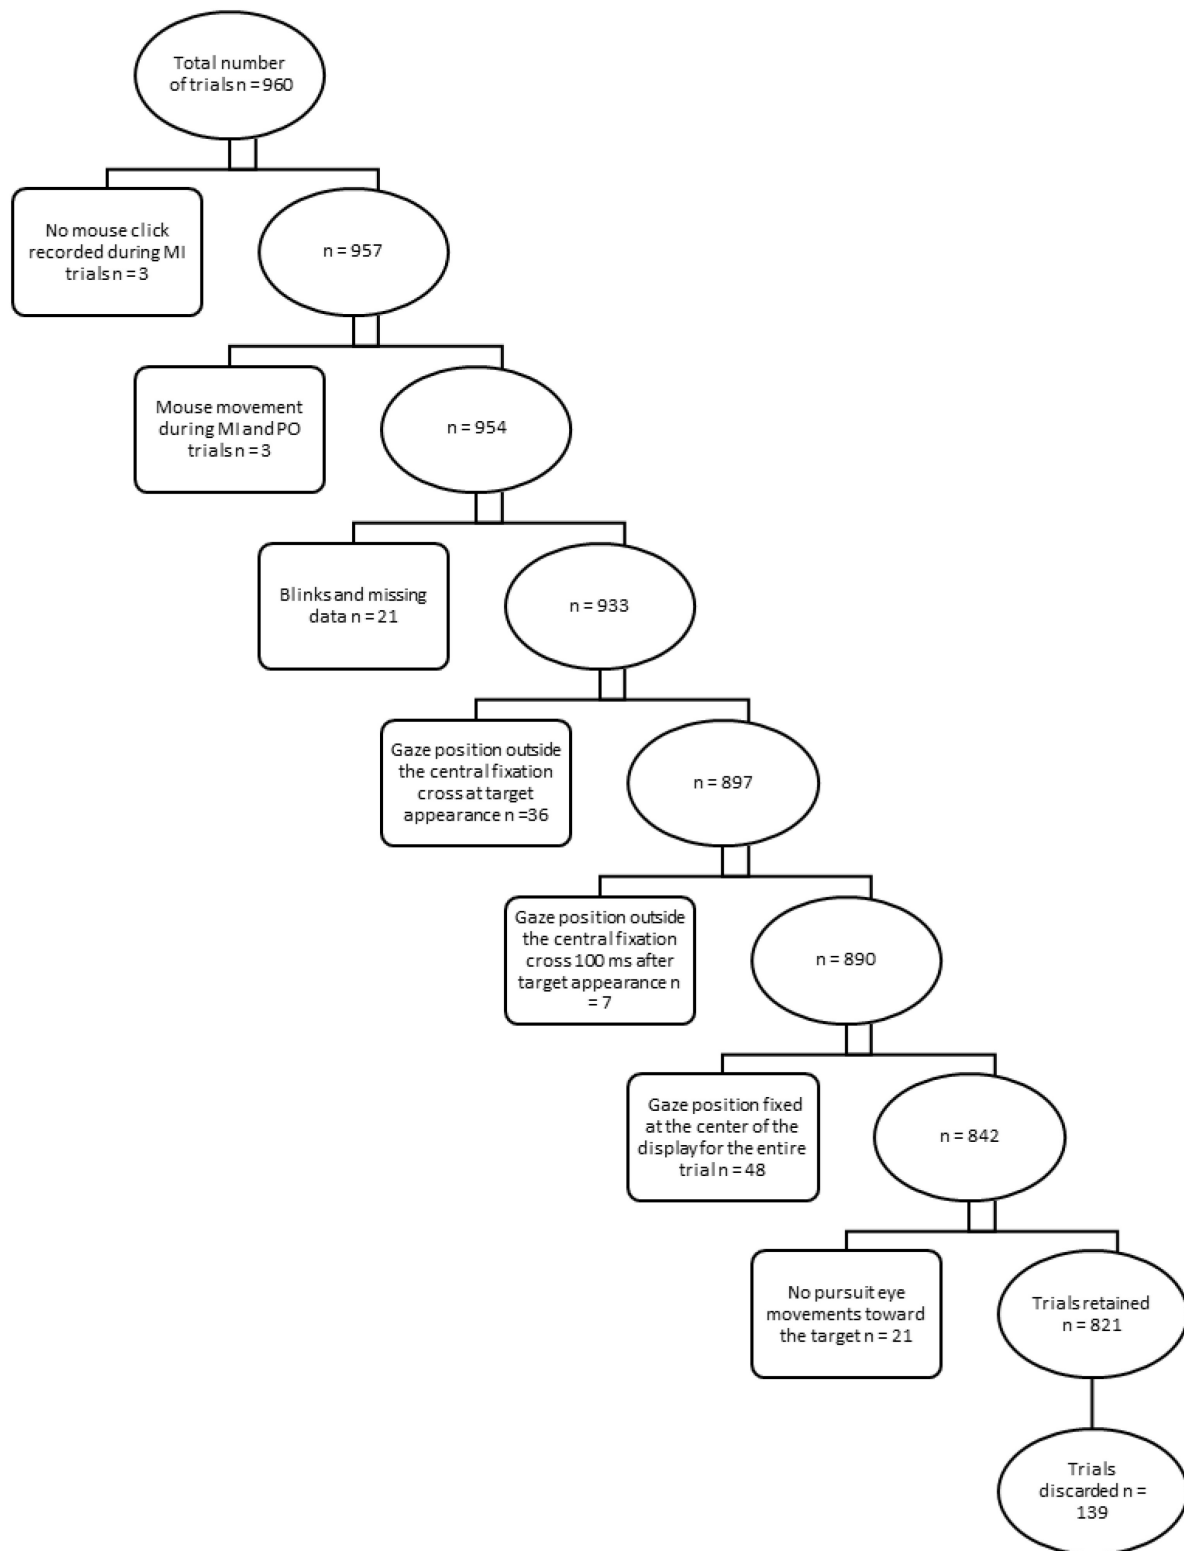 Total number
of trials n = 960
No mouse click
recorded during MI
trials n = 3
n = 957
Mouse movement
during MI and PO
trials n = 3
n = 954
Blinks and missing
data n = 21
n = 933
Gaze position outside
the central fixation
cross at target
appearance n =36
n = 897
Gaze position outside
the central fixation
cross 100 ms after
target appearance n
= 7
n = 890
Gaze position fixed
at the center of the
display for the entire
trial n = 48
n = 842
No pursuit eye
movements toward
the target n = 21
Trials retained
n = 821
Trials
discarded n =
139